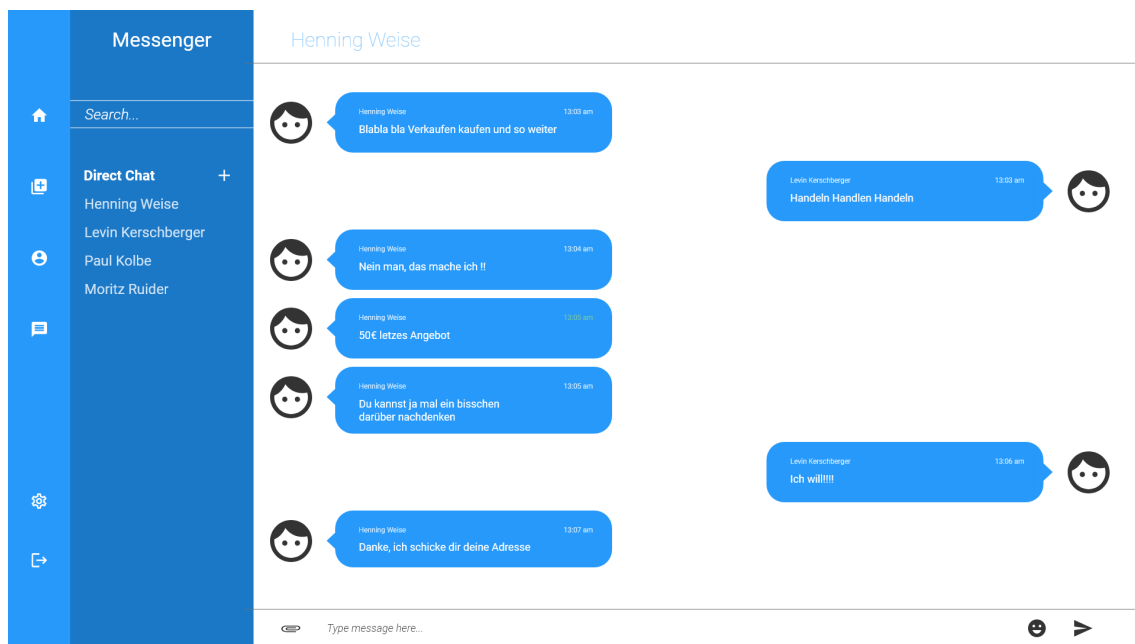 Messenger
Search...
Direct Chat
Henning Weise
Levin Kerschberger
Paul Kolbe
Moritz Ruider
Henning Weise
Henning Weise 13:03 am
Blabla bla Verkaufen kaufen und so weiter
Levin Kerschberger 13:03 am
Handeln Handlen Handeln
Henning Weise 13:04 am
Nein man, das mache ich !!
Henning Weise 13:05 am
50€ letzes Angebot
Henning Weise 13:05 am
Du kannst ja mal ein bisschen
darüber nachdenken
Levin Kerschberger 13:06 am
Ich will!!!!
Henning Weise 13:07 am
Danke, ich schicke dir deine Adresse
Type message here...